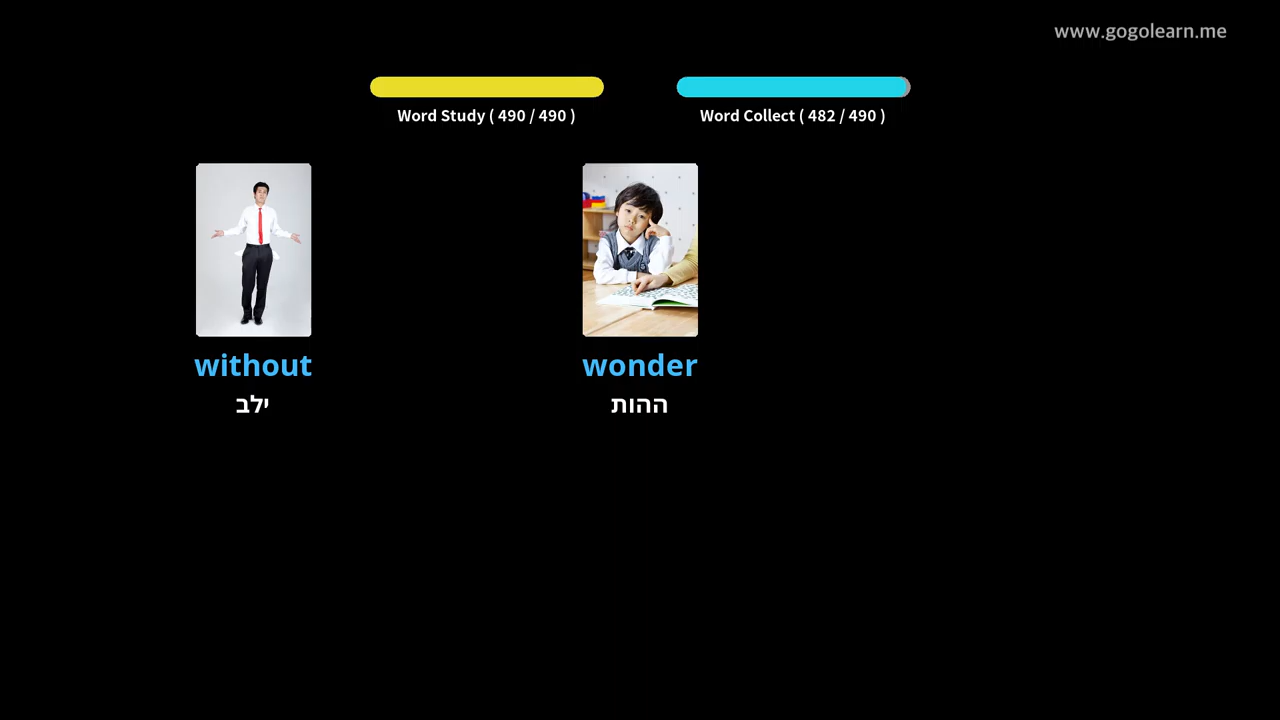 www.gogolearn.me
Word Study ( 490 / 490 )
Word Collect ( 482 / 490 )
without
wonder
ילב
ההות